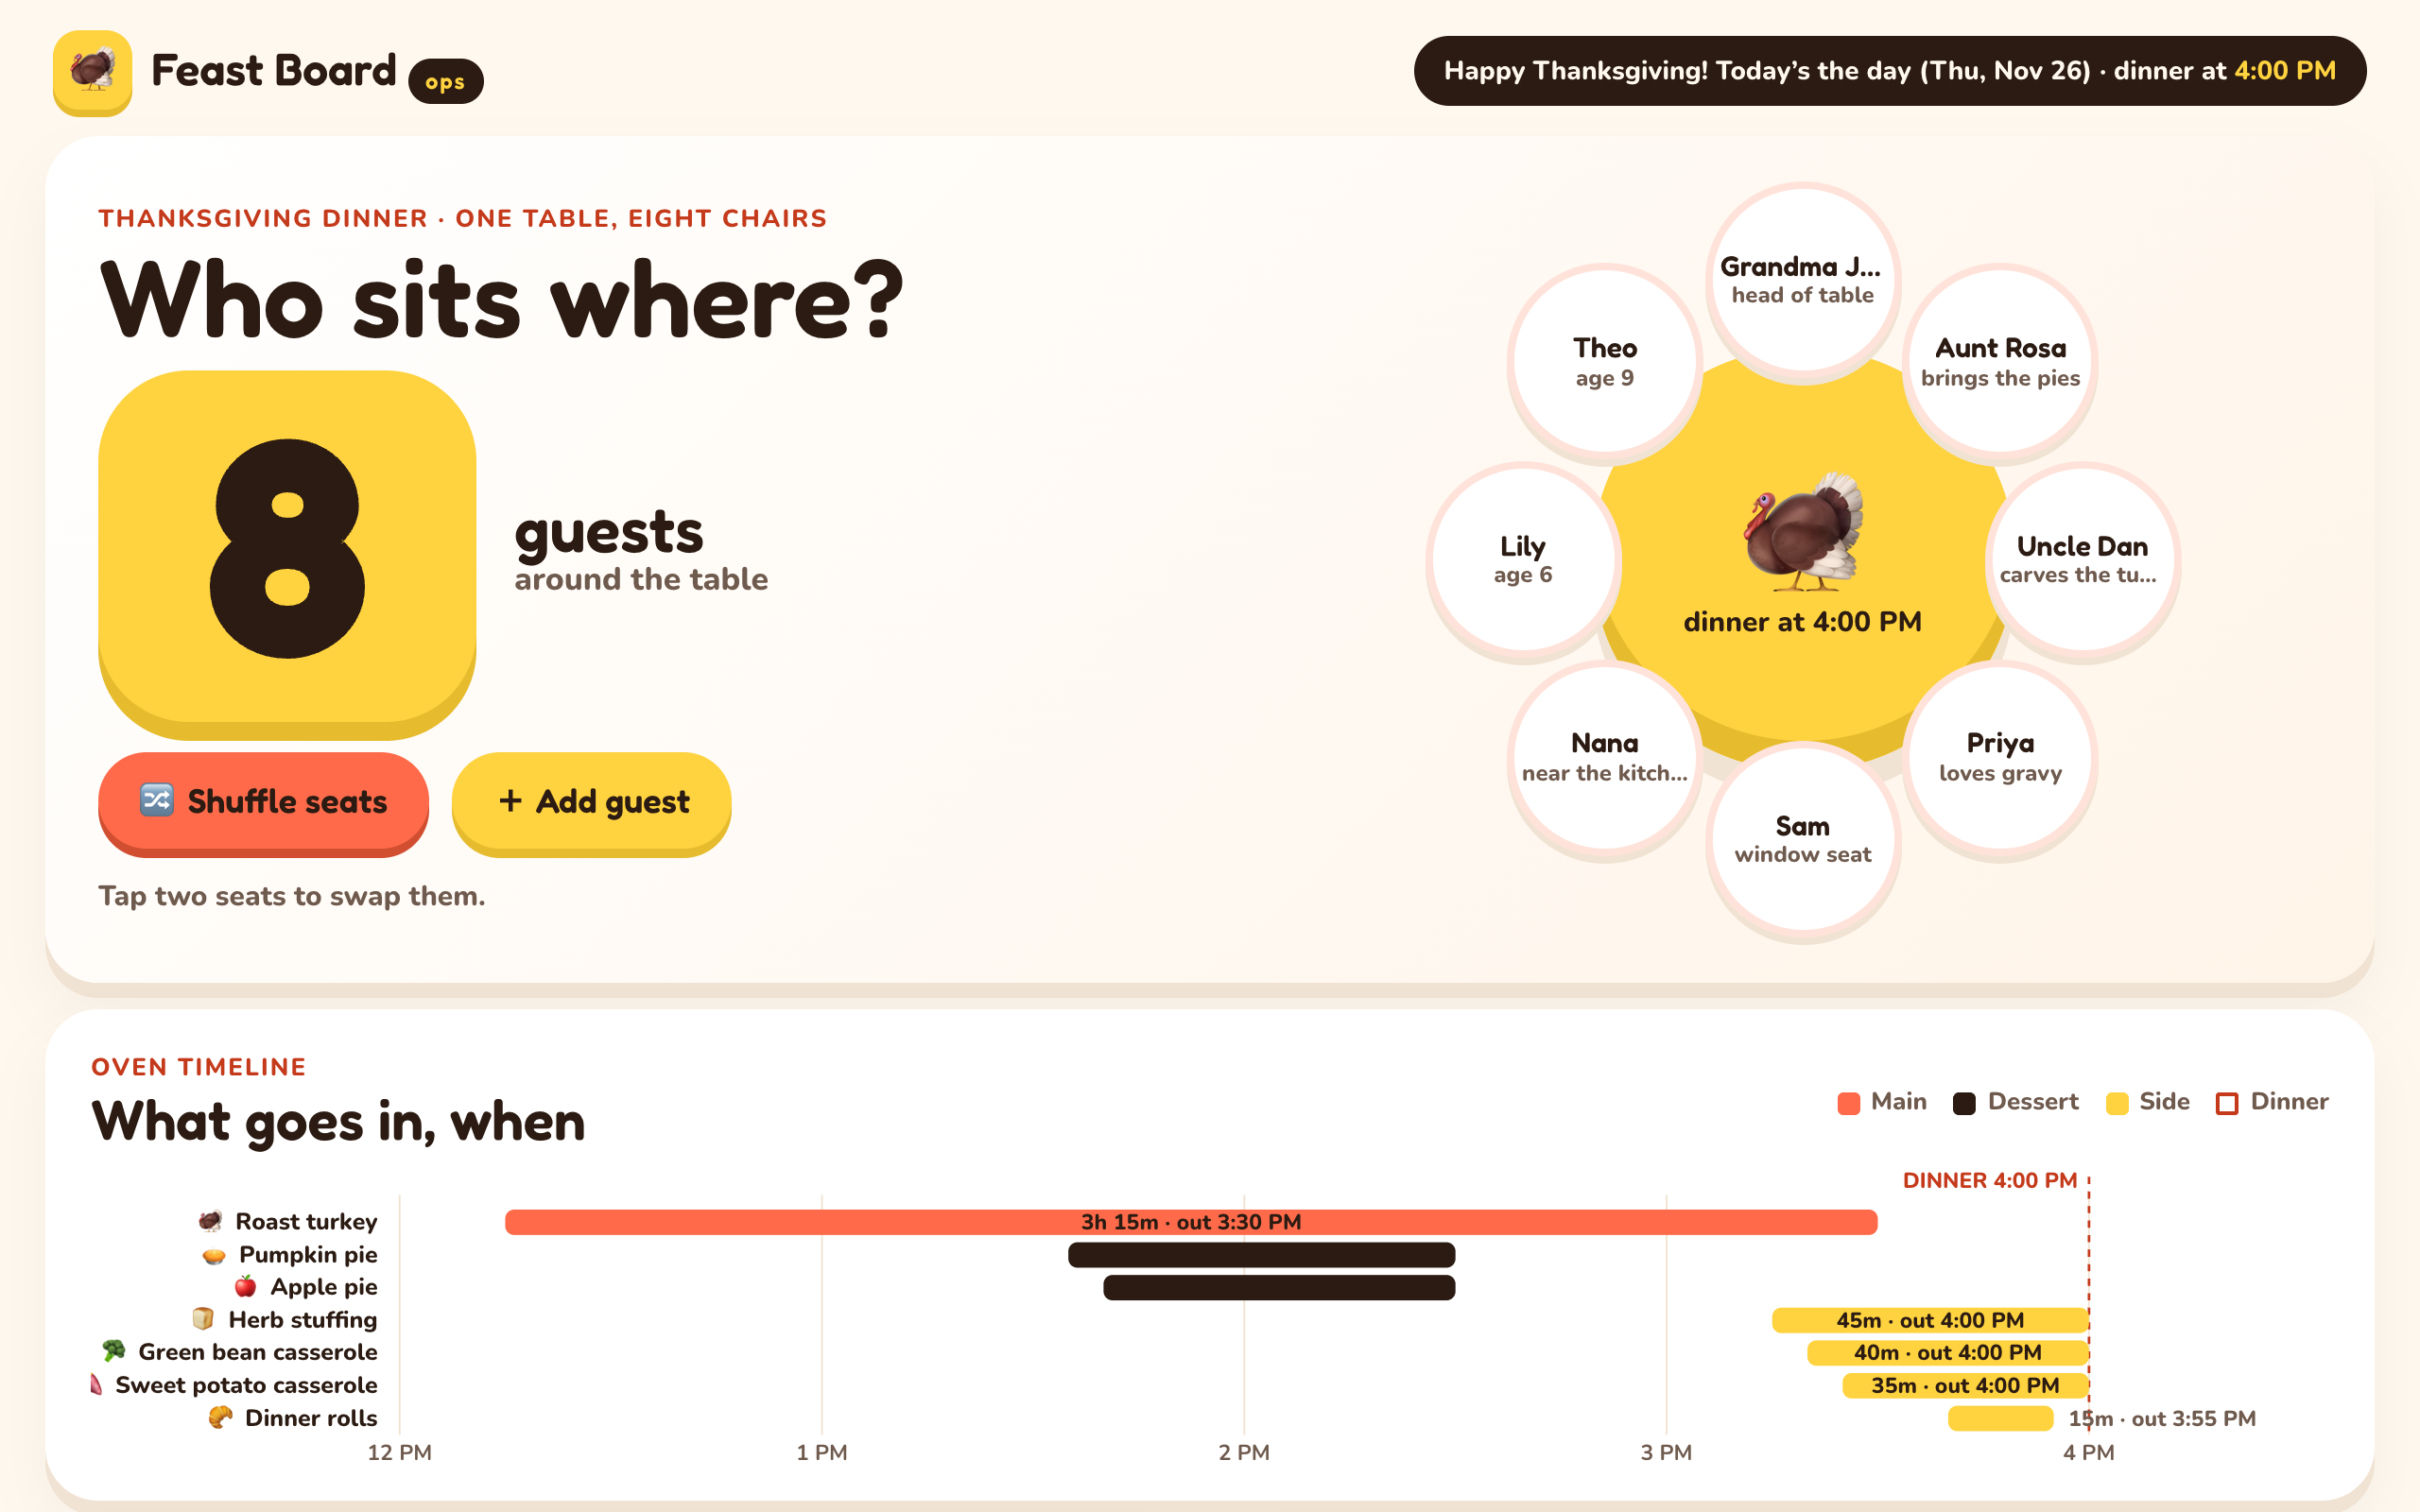 Feast Board ops
Happy Thanksgiving! Today's the day (Thu, Nov 26) · dinner at 4:00 PM
THANKSGIVING DINNER · ONE TABLE, EIGHT CHAIRS
Who sits where?
8
guests
around the table
🔀 Shuffle seats
+ Add guest
Tap two seats to swap them.
Grandma J...
head of table
Aunt Rosa
brings the pies
Uncle Dan
carves the tu...
Priya
loves gravy
Sam
window seat
Nana
near the kitch...
Lily
age 6
Theo
age 9
dinner at 4:00 PM
OVEN TIMELINE
What goes in, when
Main
Dessert
Side
Dinner
DINNER 4:00 PM
Roast turkey
3h 15m · out 3:30 PM
Pumpkin pie
Apple pie
Herb stuffing
45m · out 4:00 PM
Green bean casserole
40m · out 4:00 PM
Sweet potato casserole
35m · out 4:00 PM
Dinner rolls
15m · out 3:55 PM
12 PM
1 PM
2 PM
3 PM
4 PM